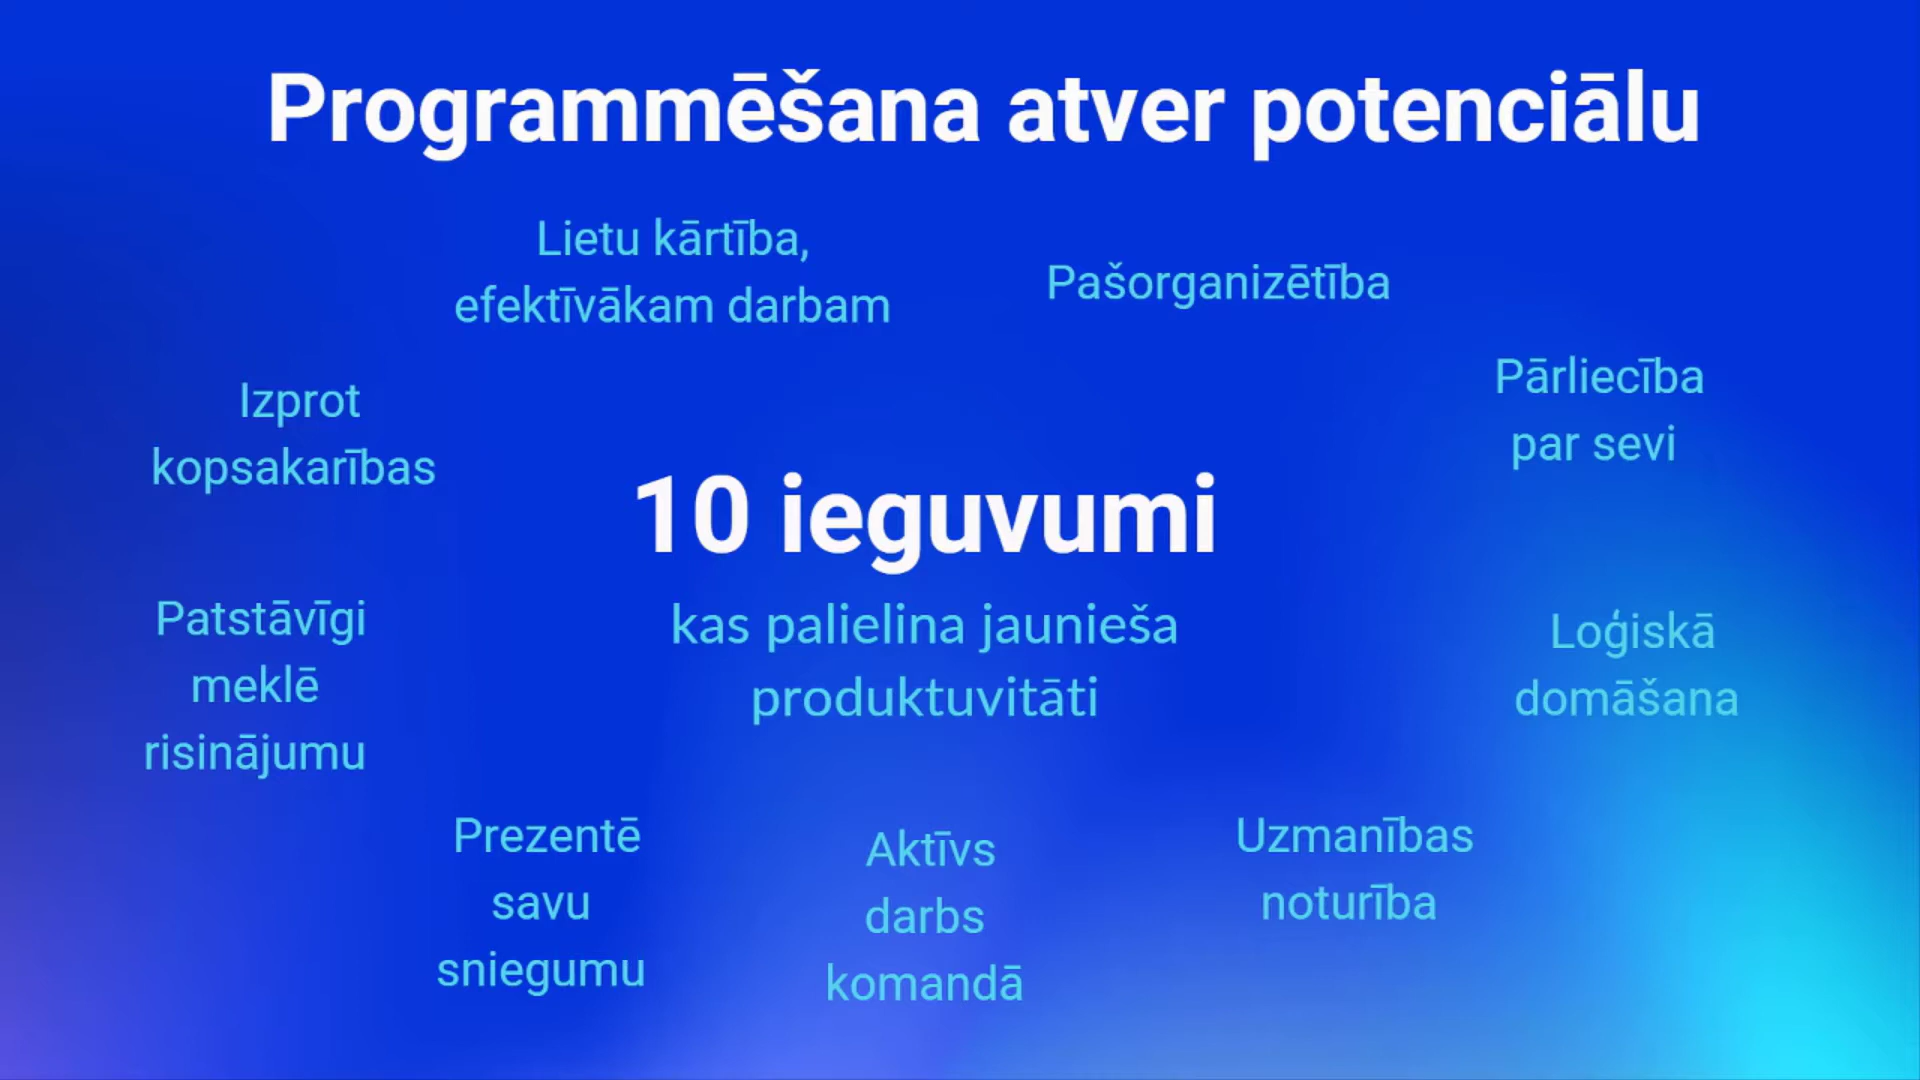 Programmēšana atver potenciālu
Lietu kārtība,
efektīvākam darbam
Pašorganizētība
Pārliecība
par sevi
Izprot
kopsakarības
10 ieguvumi
kas palielina jaunieša
produktuvitāti
Patstāvīgi
meklē
risinājumu
Loģiskā
domāšana
Prezentē
savu
sniegumu
Aktīvs
darbs
komandā
Uzmanības
noturība